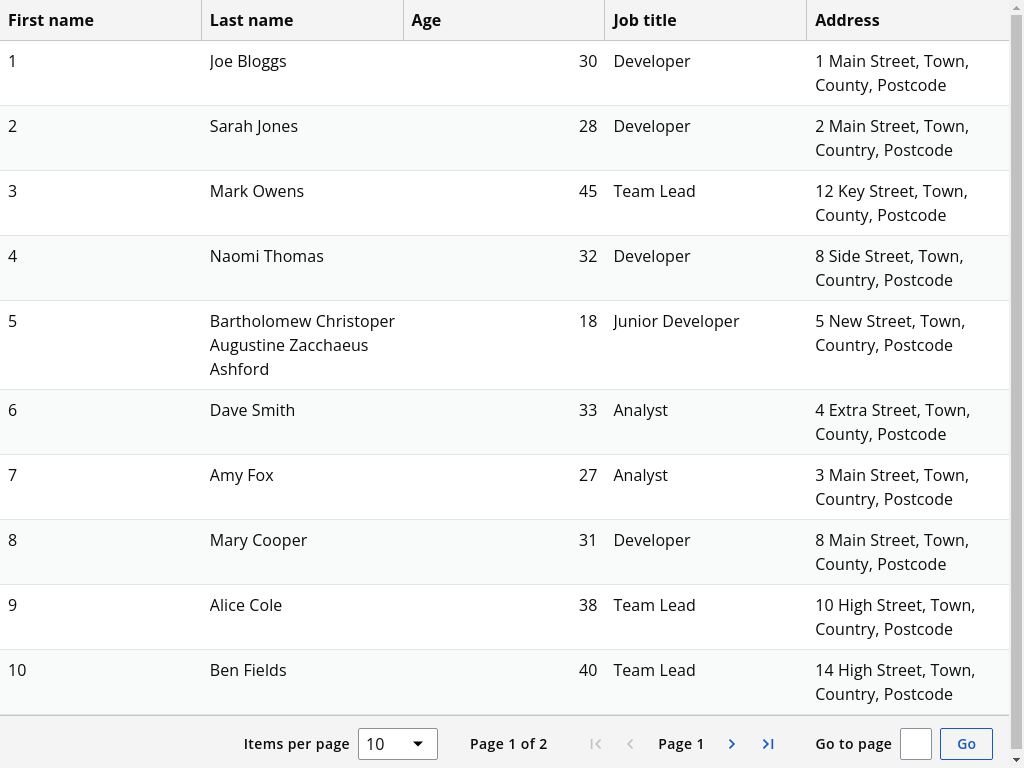 First name Last name Age Job title Address
1 Joe Bloggs 30 Developer 1 Main Street, Town,
County, Postcode
2 Sarah Jones 28 Developer 2 Main Street, Town,
Country, Postcode
3 Mark Owens 45 Team Lead 12 Key Street, Town,
County, Postcode
4 Naomi Thomas 32 Developer 8 Side Street, Town,
Country, Postcode
5 Bartholomew Christoper 18 Junior Developer 5 New Street, Town,
Augustine Zacchaeus Country, Postcode
Ashford
6 Dave Smith 33 Analyst 4 Extra Street, Town,
County, Postcode
7 Amy Fox 27 Analyst 3 Main Street, Town,
Country, Postcode
8 Mary Cooper 31 Developer 8 Main Street, Town,
County, Postcode
9 Alice Cole 38 Team Lead 10 High Street, Town,
Country, Postcode
10 Ben Fields 40 Team Lead 14 High Street, Town,
Country, Postcode
Items per page 10 Page 1 of 2 Page 1 Go to page Go